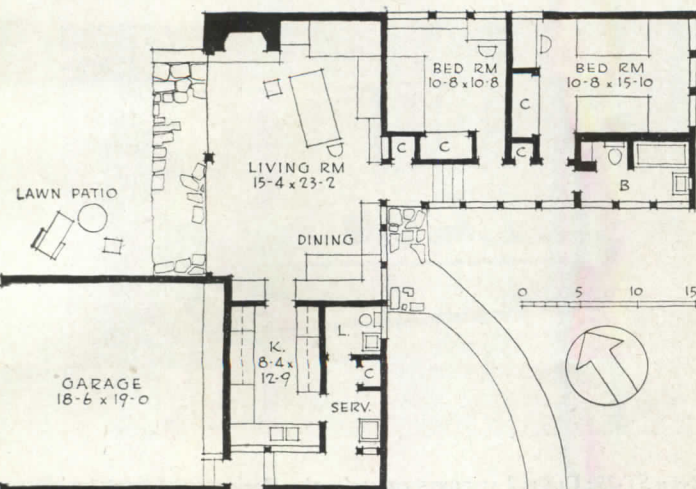 BED RM
10-8 x 10-8
BED RM
10-8 x 15-10
C
C
C
C
LIVING RM
15-4 x 23-2
B
LAWN PATIO
DINING
0 5 10 15
K.
8-4 x
12-9
L.
C
GARAGE
18-6 x 19-0
SERV.